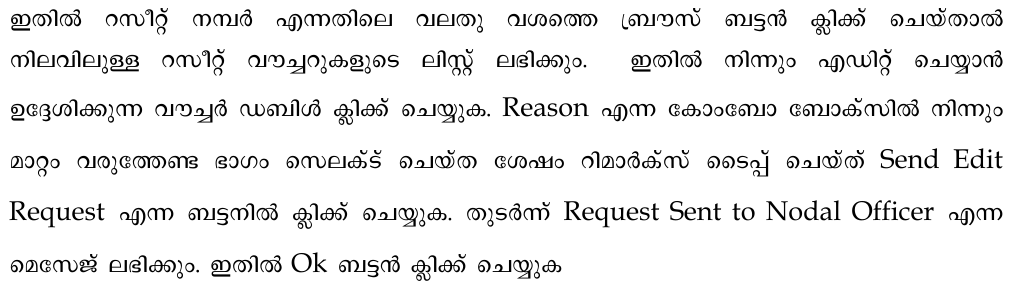 ഇതിൽ റസീറ്റ് നമ്പർ എന്നതിലെ വലതു വശത്തെ ബ്രൗസ് ബട്ടൻ ക്ലിക്ക് ചെയ്താൽ
നിലവിലുള്ള റസീറ്റ് വൗച്ചറുകളുടെ ലിസ്റ്റ് ലഭിക്കും. ഇതിൽ നിന്നും എഡിറ്റ് ചെയ്യാൻ
ഉദ്ദേശിക്കുന്ന വൗച്ചർ ഡബിൾ ക്ലിക്ക് ചെയ്യുക. Reason എന്ന കോംബോ ബോക്സിൽ നിന്നും
മാറ്റം വരുത്തേണ്ട ഭാഗം സെലക്ട് ചെയ്ത ശേഷം റിമാർക്സ് ടൈപ്പ് ചെയ്ത് Send Edit
Request എന്ന ബട്ടനിൽ ക്ലിക്ക് ചെയ്യുക. തുടർന്ന് Request Sent to Nodal Officer എന്ന
മെസേജ് ലഭിക്കും. ഇതിൽ Ok ബട്ടൻ ക്ലിക്ക് ചെയ്യുക